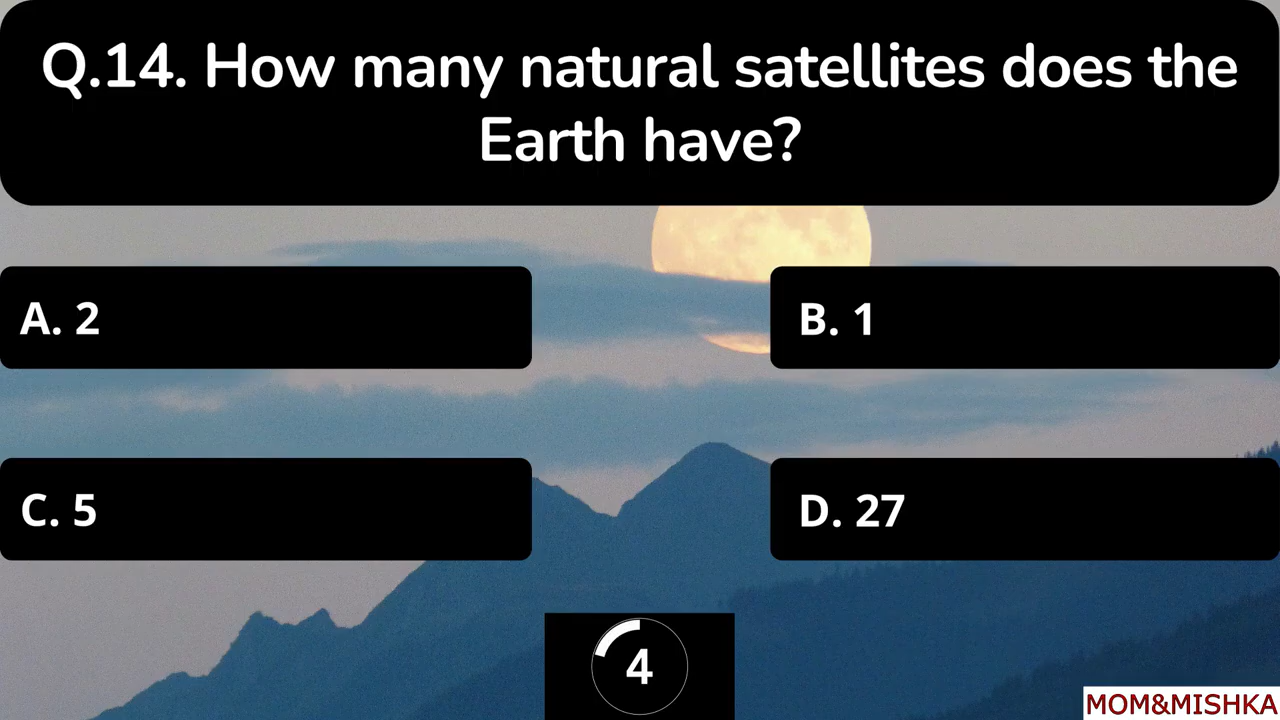 Q.14. How many natural satellites does the
Earth have?
A. 2
B. 1
C. 5
D. 27
4
MOM&MISHKA